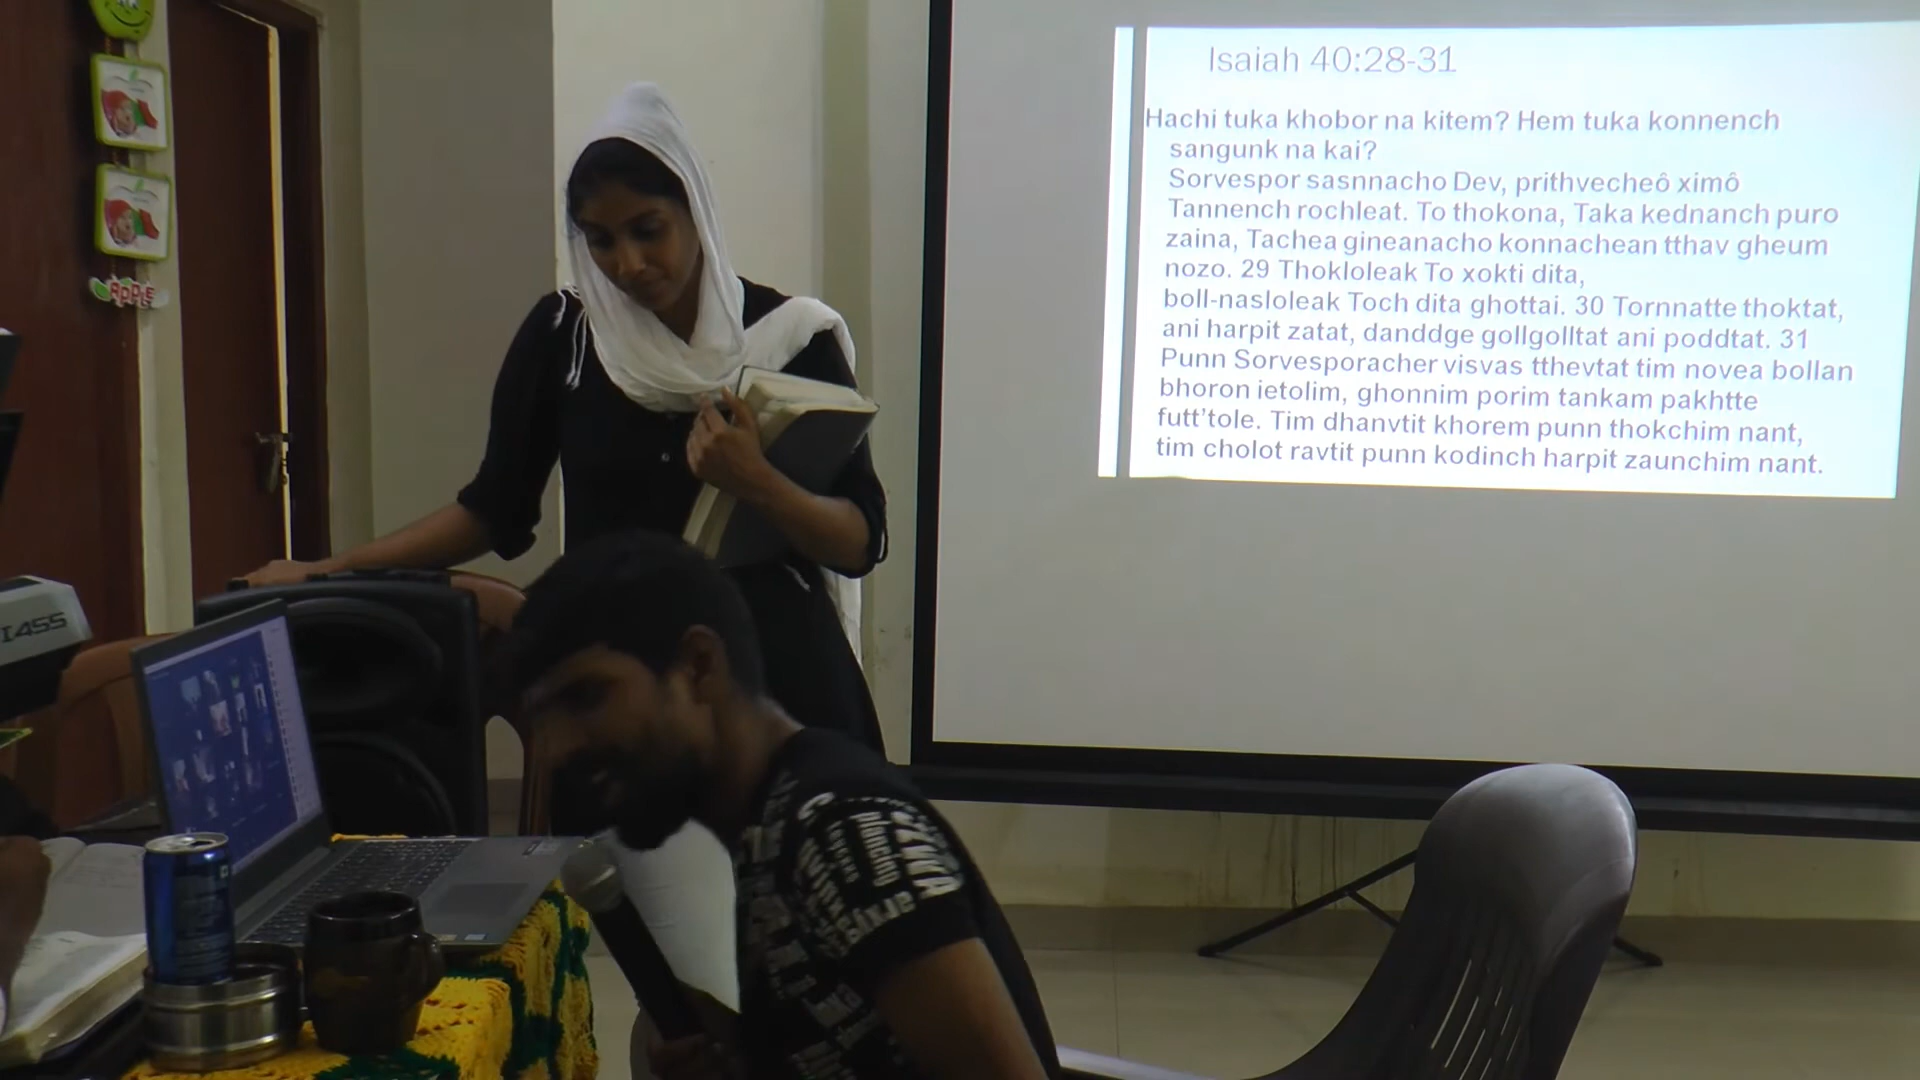 Isaiah 40:28-31
Hachi tuka khobor na kitem? Hem tuka konnench
sangunk na kai?
Sorvespor sasnnacho Dev, prithvecheô ximô
Tannench rochleat. To thokona, Taka kednanch puro
zaina, Tachea gineanacho konnachean tthav gheum
nozo. 29 Thokloleak To xokti dita,
boll-nasloleak Toch dita ghottai. 30 Tornnatte thoktat,
ani harpit zatat, danddge gollgolltat ani poddtat. 31
Punn Sorvesporacher visvas tthevtat tim novea bollan
bhoron ietolim, ghonnim porim tankam pakhtte
futt'tole. Tim dhanvtit khorem punn thokchim nant,
tim cholot ravtit punn kodinch harpit zaunchim nant.
APPLE
I455